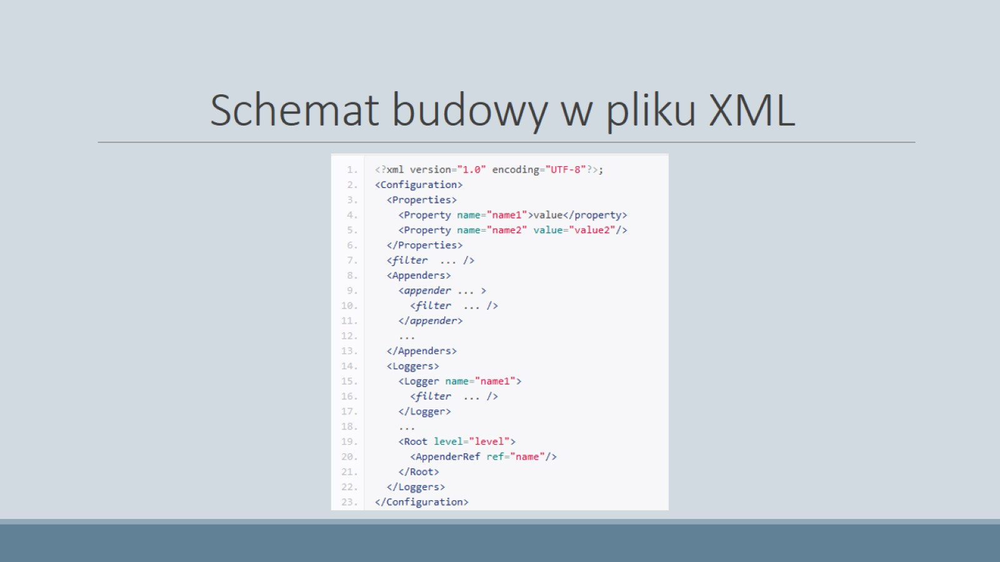 Schemat budowy w pliku XML
1. <?xml version="1.0" encoding="UTF-8"?>;
2. <Configuration>
3. <Properties>
4. <Property name="name1">value</property>
5. <Property name="name2" value="value2"/>
6. </Properties>
7. <filter ... />
8. <Appenders>
9. <appender ... >
10. <filter ... />
11. </appender>
12. ...
13. </Appenders>
14. <Loggers>
15. <Logger name="name1">
16. <filter ... />
17. </Logger>
18. ...
19. <Root level="level">
20. <AppenderRef ref="name"/>
21. </Root>
22. </Loggers>
23. </Configuration>